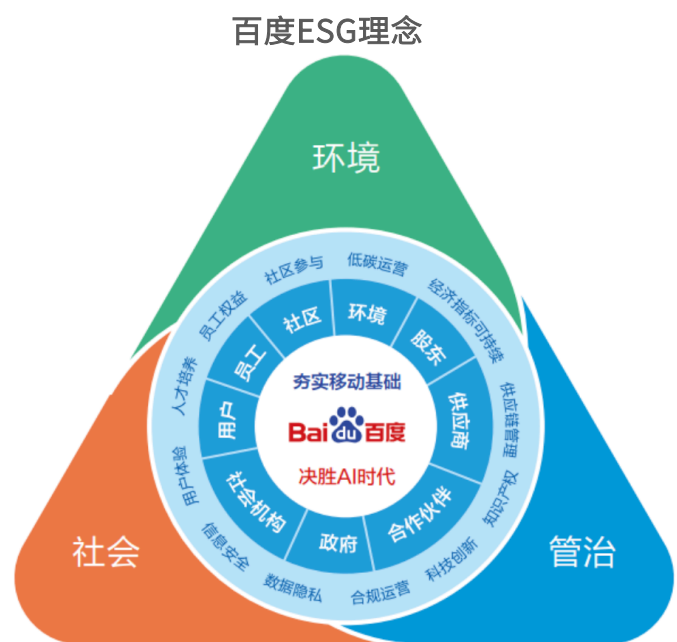 百度ESG理念
环境
社会
管治
低碳运营
经济指标可持续
供应链管理
知识产权
科技创新
合规运营
数据隐私
信息安全
用户体验
人才培养
员工权益
社区参与
环境
股东
供应商
合作伙伴
政府
社会机构
用户
员工
社区
夯实移动基础
Bai du 百度
决胜AI时代